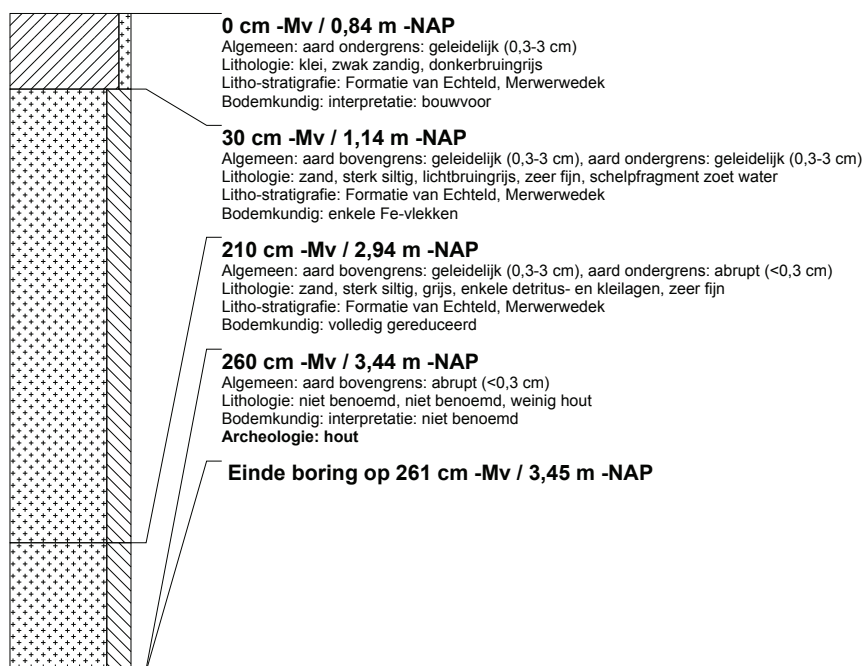 0 cm -Mv / 0,84 m -NAP
Algemeen: aard ondergrens: geleidelijk (0,3-3 cm)
Lithologie: klei, zwak zandig, donkerbruingrijs
Litho-stratigrafie: Formatie van Echteld, Merwerwedek
Bodemkundig: interpretatie: bouwvoor
30 cm -Mv / 1,14 m -NAP
Algemeen: aard bovengrens: geleidelijk (0,3-3 cm), aard ondergrens: geleidelijk (0,3-3 cm)
Lithologie: zand, sterk siltig, lichtbruingrijs, zeer fijn, schelpfragment zoet water
Litho-stratigrafie: Formatie van Echteld, Merwerwedek
Bodemkundig: enkele Fe-vlekken
210 cm -Mv / 2,94 m -NAP
Algemeen: aard bovengrens: geleidelijk (0,3-3 cm), aard ondergrens: abrupt (<0,3 cm)
Lithologie: zand, sterk siltig, grijs, enkele detritus- en kleilagen, zeer fijn
Litho-stratigrafie: Formatie van Echteld, Merwerwedek
Bodemkundig: volledig gereduceerd
260 cm -Mv / 3,44 m -NAP
Algemeen: aard bovengrens: abrupt (<0,3 cm)
Lithologie: niet benoemd, niet benoemd, weinig hout
Bodemkundig: interpretatie: niet benoemd
Archeologie: hout
Einde boring op 261 cm -Mv / 3,45 m -NAP